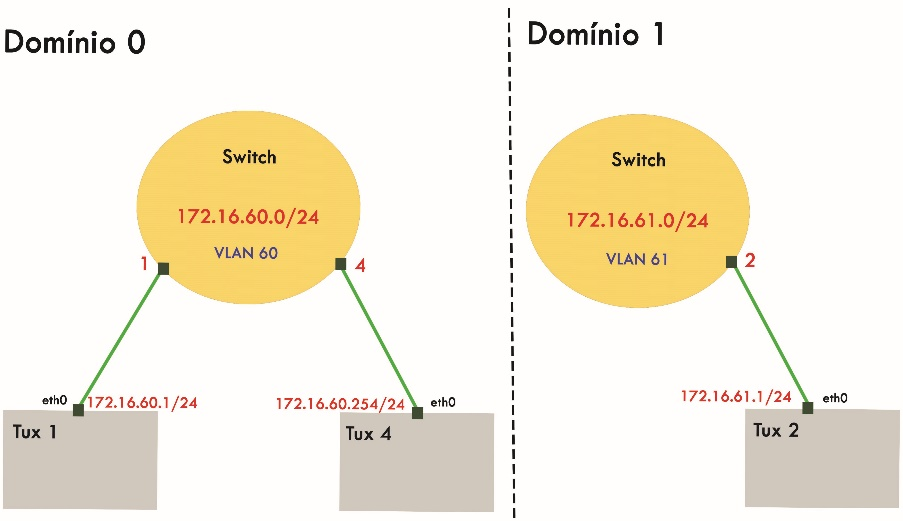 Domínio 0
Switch
172.16.60.0/24
VLAN 60
1
4
eth0
172.16.60.1/24
172.16.60.254/24
eth0
Tux 1
Tux 4
Domínio 1
Switch
172.16.61.0/24
VLAN 61
2
172.16.61.1/24
eth0
Tux 2